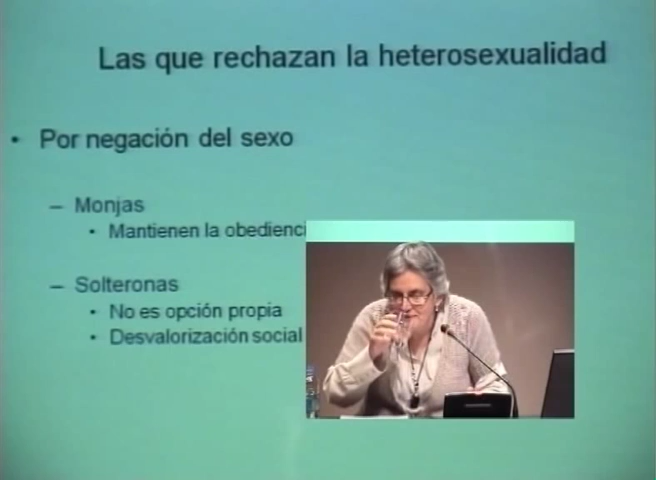 Las que rechazan la heterosexualidad
• Por negación del sexo
– Monjas
• Mantienen la obedienc
– Solteronas
• No es opción propia
• Desvalorización social